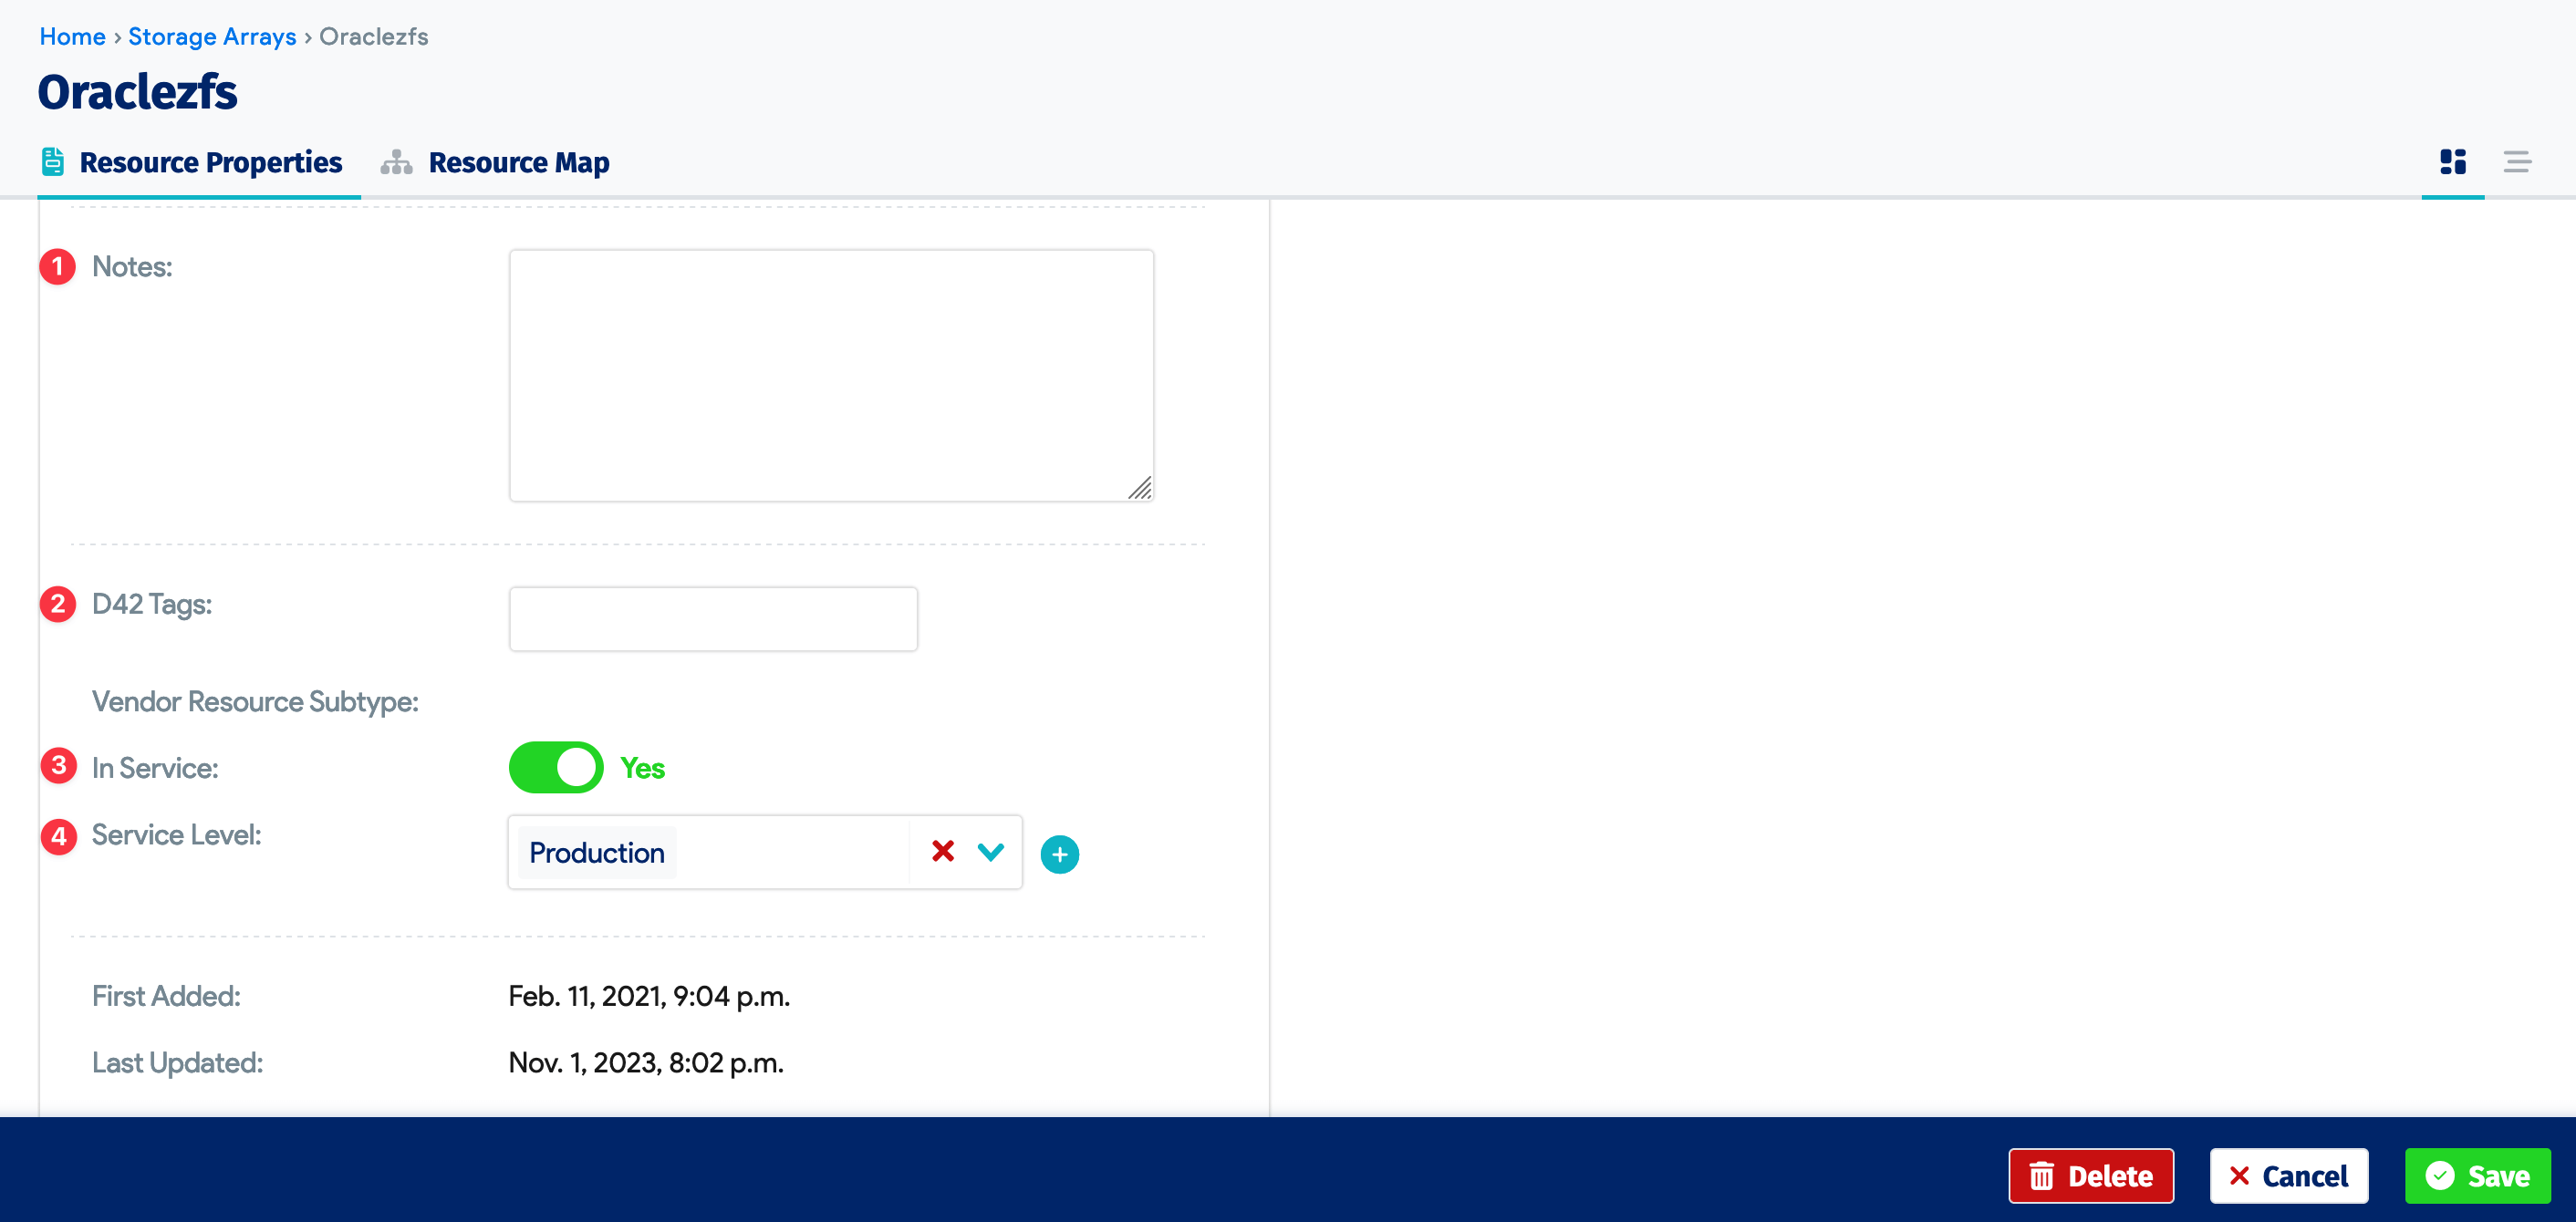 Home › Storage Arrays › Oraclezfs
Oraclezfs
Resource Properties Resource Map
1 Notes:
2 D42 Tags:
Vendor Resource Subtype:
3 In Service: Yes
4 Service Level: Production
First Added: Feb. 11, 2021, 9:04 p.m.
Last Updated: Nov. 1, 2023, 8:02 p.m.
Delete Cancel Save